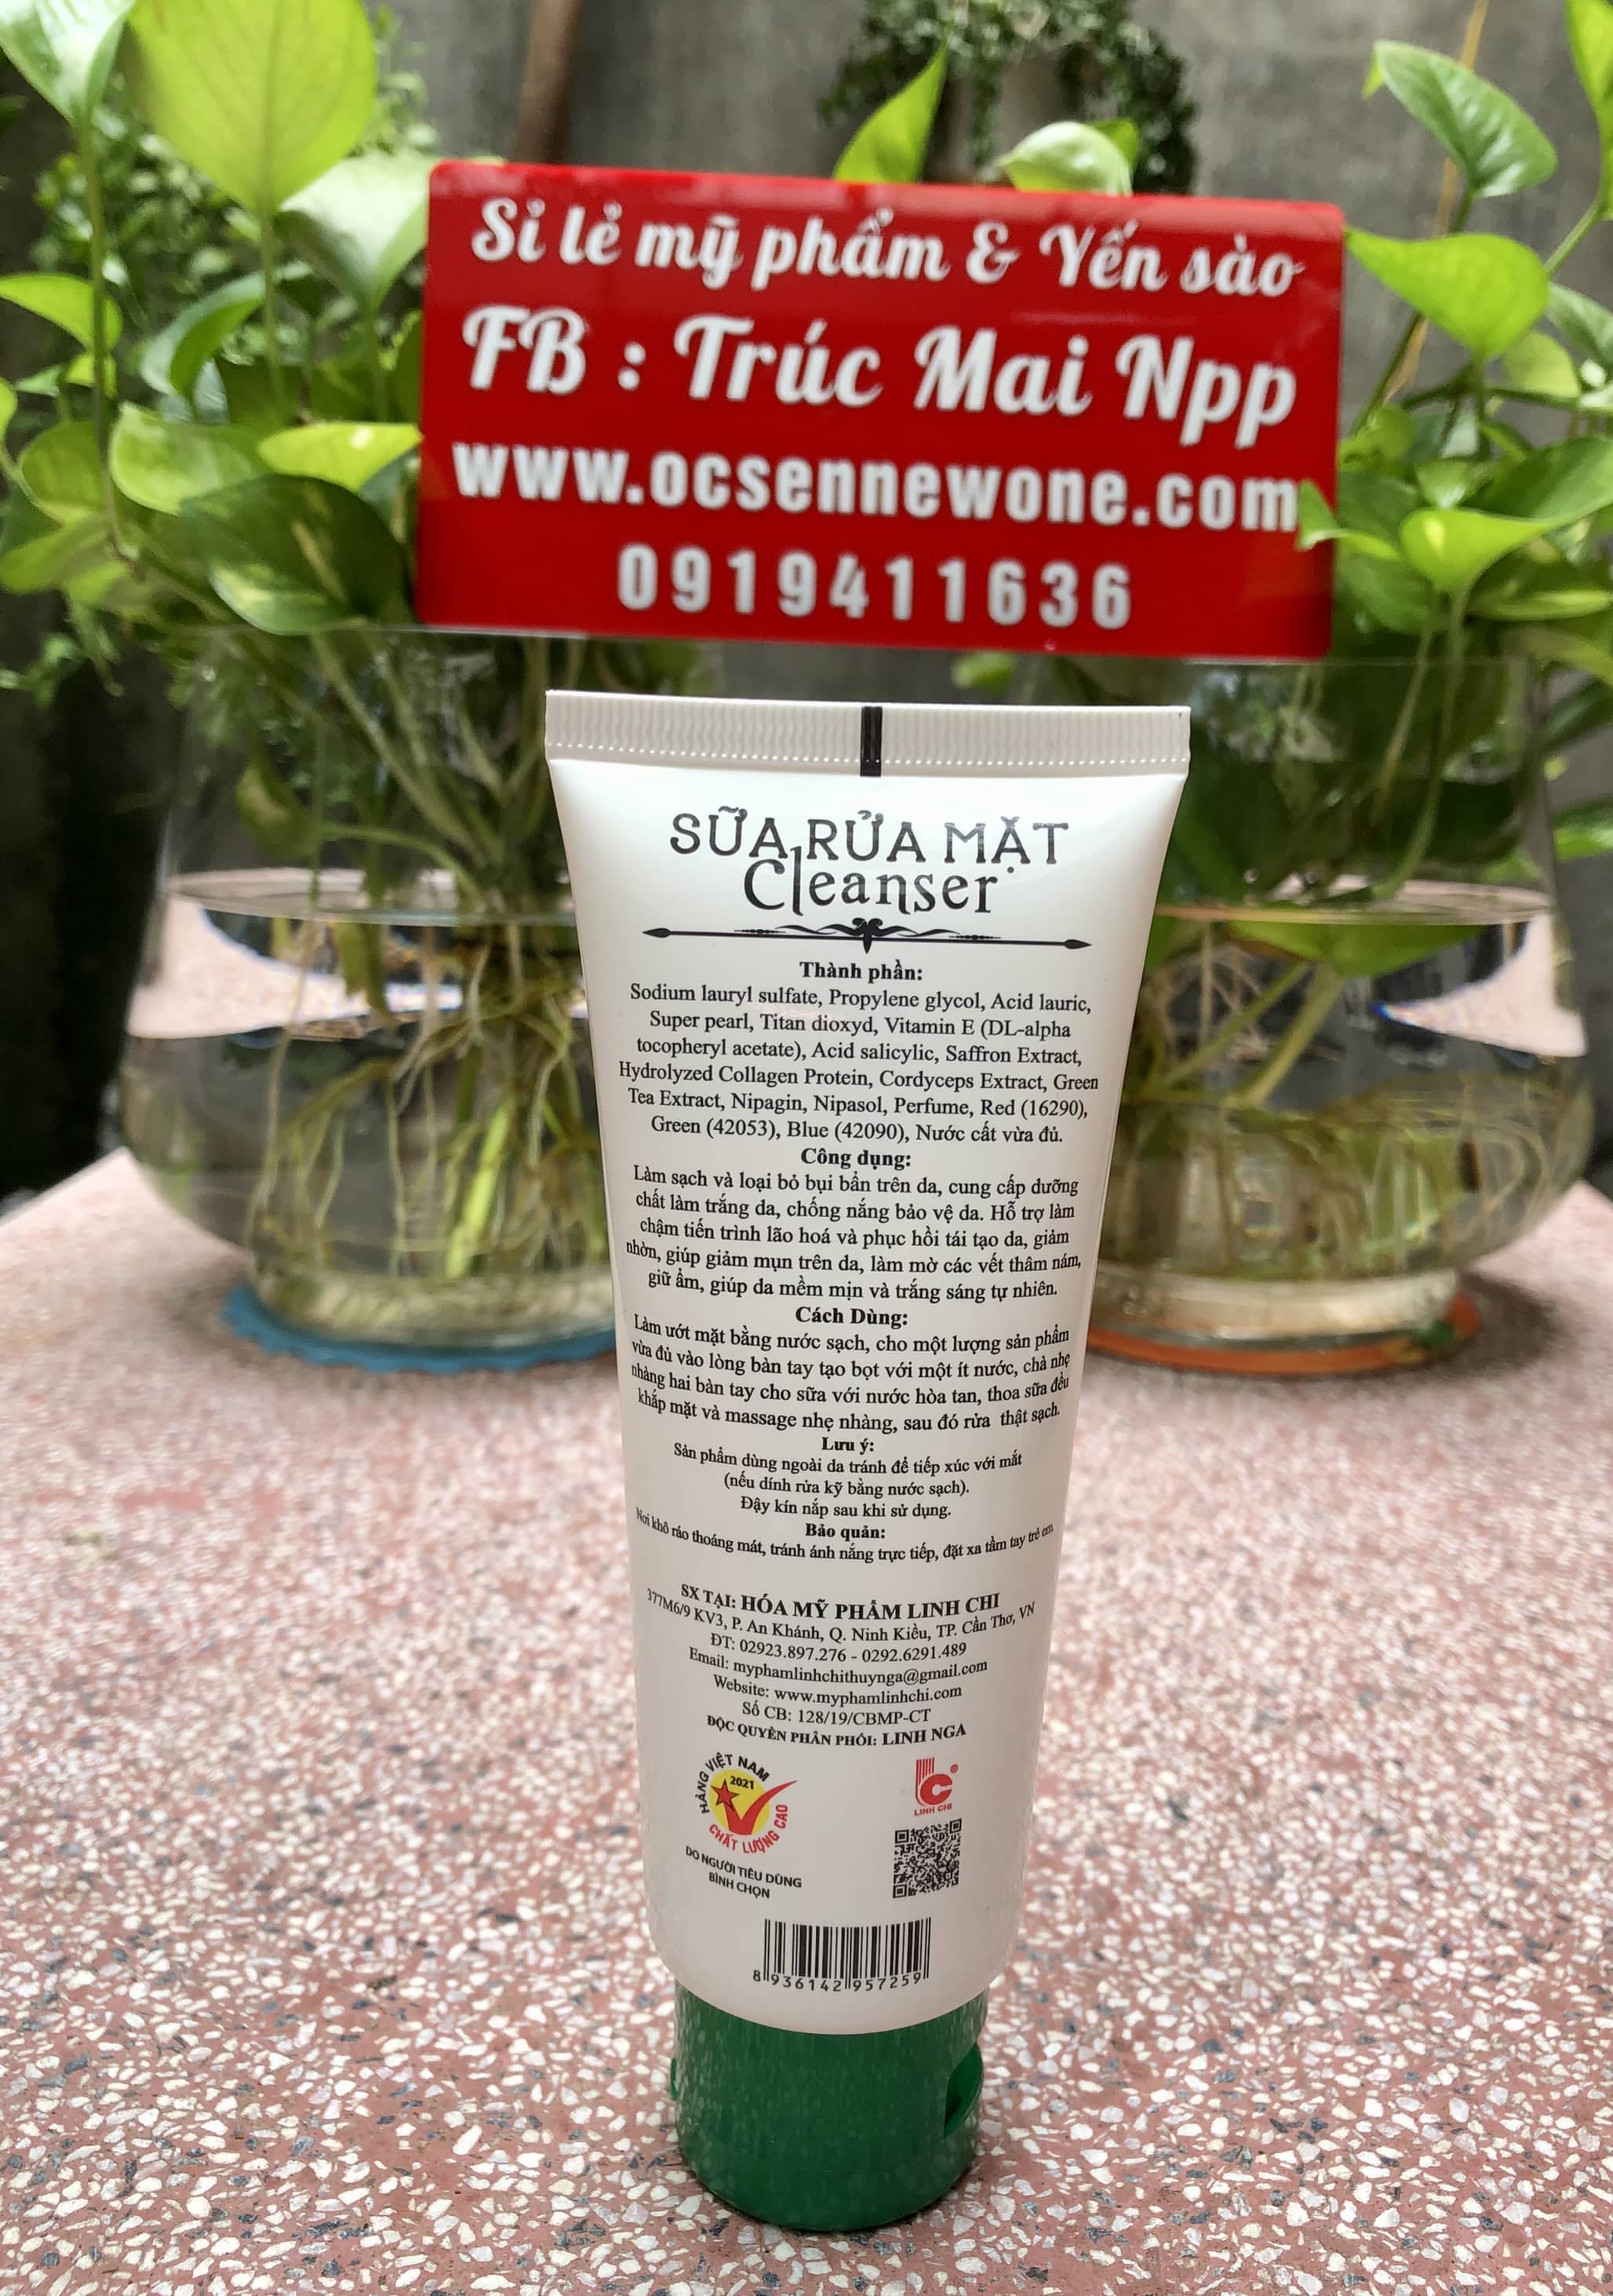 Sỉ lẻ mỹ phẩm & Yến sào
FB : Trúc Mai Npp
www.ocsennewone.com
0919411636
SỮA RỬA MẶT
Cleanser
Thành phần:
Sodium lauryl sulfate, Propylene glycol, Acid lauric,
Super pearl, Titan dioxyd, Vitamin E (DL-alpha
tocopheryl acetate), Acid salicylic, Saffron Extract,
Hydrolyzed Collagen Protein, Cordyceps Extract, Green
Tea Extract, Nipagin, Nipasol, Perfume, Red (16290),
Green (42053), Blue (42090), Nước cất vừa đủ.
Công dụng:
Làm sạch và loại bỏ bụi bẩn trên da, cung cấp dưỡng
chất làm trắng da, chống nắng bảo vệ da. Hỗ trợ làm
chậm tiến trình lão hoá và phục hồi tái tạo da, giảm
nhờn, giúp giảm mụn trên da, làm mờ các vết thâm nám,
giữ ẩm, giúp da mềm mịn và trắng sáng tự nhiên.
Cách Dùng:
Làm ướt mặt bằng nước sạch, cho một lượng sản phẩm
vừa đủ vào lòng bàn tay tạo bọt với một ít nước, chà nhẹ
nhàng hai bàn tay cho sữa với nước hòa tan, thoa sữa đều
khắp mặt và massage nhẹ nhàng, sau đó rửa thật sạch.
Lưu ý:
Sản phẩm dùng ngoài da tránh để tiếp xúc với mắt
(nếu dính rửa kỹ bằng nước sạch).
Đậy kín nắp sau khi sử dụng.
Bảo quản:
Nơi khô ráo thoáng mát, tránh ánh nắng trực tiếp, đặt xa tầm tay trẻ em.
SX TẠI: HÓA MỸ PHẨM LINH CHI
377M6/9 KV3, P. An Khánh, Q. Ninh Kiều, TP. Cần Thơ, VN
ĐT: 02923.897.276 - 0292.6291.489
Email: myphamlinhchithuynga@gmail.com
Website: www.myphamlinhchi.com
Số CB: 128/19/CBMP-CT
ĐỘC QUYỀN PHÂN PHỐI: LINH NGA
HÀNG VIỆT NAM
2021
CHẤT LƯỢNG CAO
DO NGƯỜI TIÊU DÙNG
BÌNH CHỌN
LC ®
LINH CHI
8 936142 957259